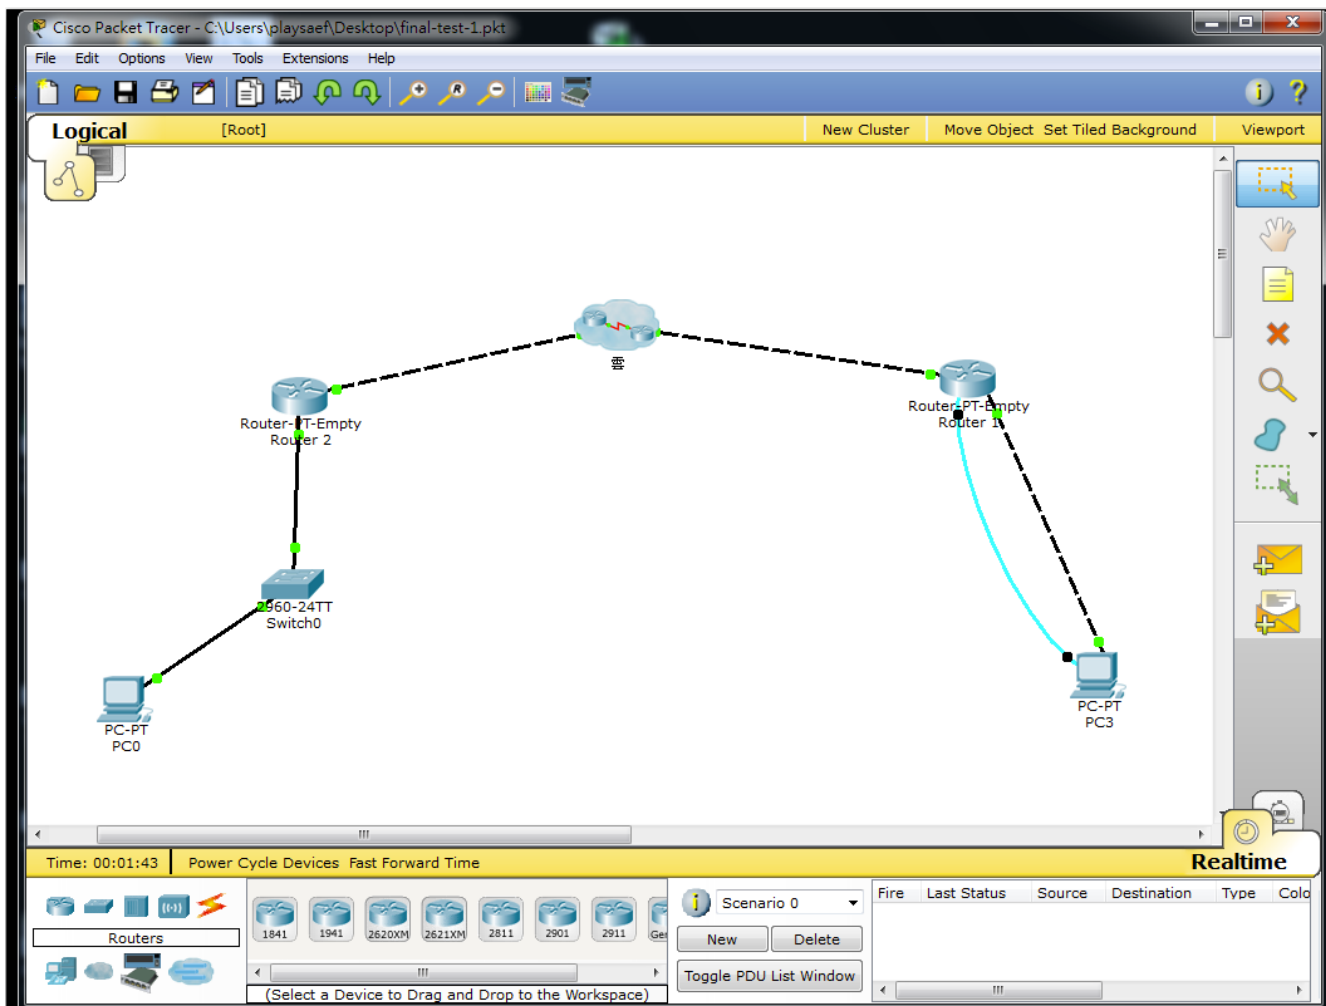 Cisco Packet Tracer - C:\Users\playsaef\Desktop\final-test-1.pkt
File Edit Options View Tools Extensions Help
Logical [Root] New Cluster Move Object Set Tiled Background Viewport
雲
Router-PT-Empty
Router 2
Router-PT-Empty
Router 1
2960-24TT
Switch0
PC-PT
PC0
PC-PT
PC3
Time: 00:01:43 Power Cycle Devices Fast Forward Time Realtime
Routers
1841 1941 2620XM 2621XM 2811 2901 2911 Gen
(Select a Device to Drag and Drop to the Workspace)
Scenario 0
New Delete
Toggle PDU List Window
Fire Last Status Source Destination Type Colo